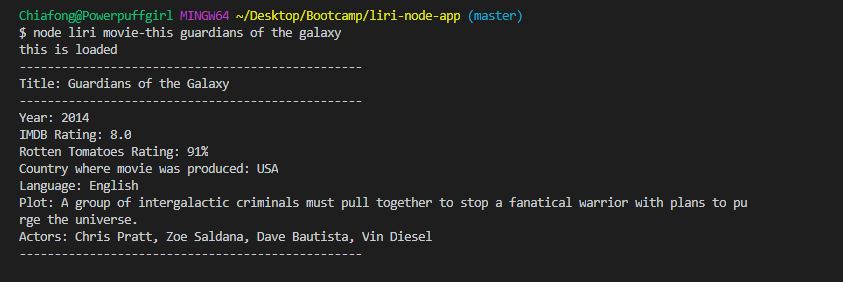 Chiafong@Powerpuffgirl MINGW64 ~/Desktop/Bootcamp/liri-node-app (master)
$ node liri movie-this guardians of the galaxy
this is loaded
-------------------------------------------------
Title: Guardians of the Galaxy
-------------------------------------------------
Year: 2014
IMDB Rating: 8.0
Rotten Tomatoes Rating: 91%
Country where movie was produced: USA
Language: English
Plot: A group of intergalactic criminals must pull together to stop a fanatical warrior with plans to pu
rge the universe.
Actors: Chris Pratt, Zoe Saldana, Dave Bautista, Vin Diesel
-------------------------------------------------